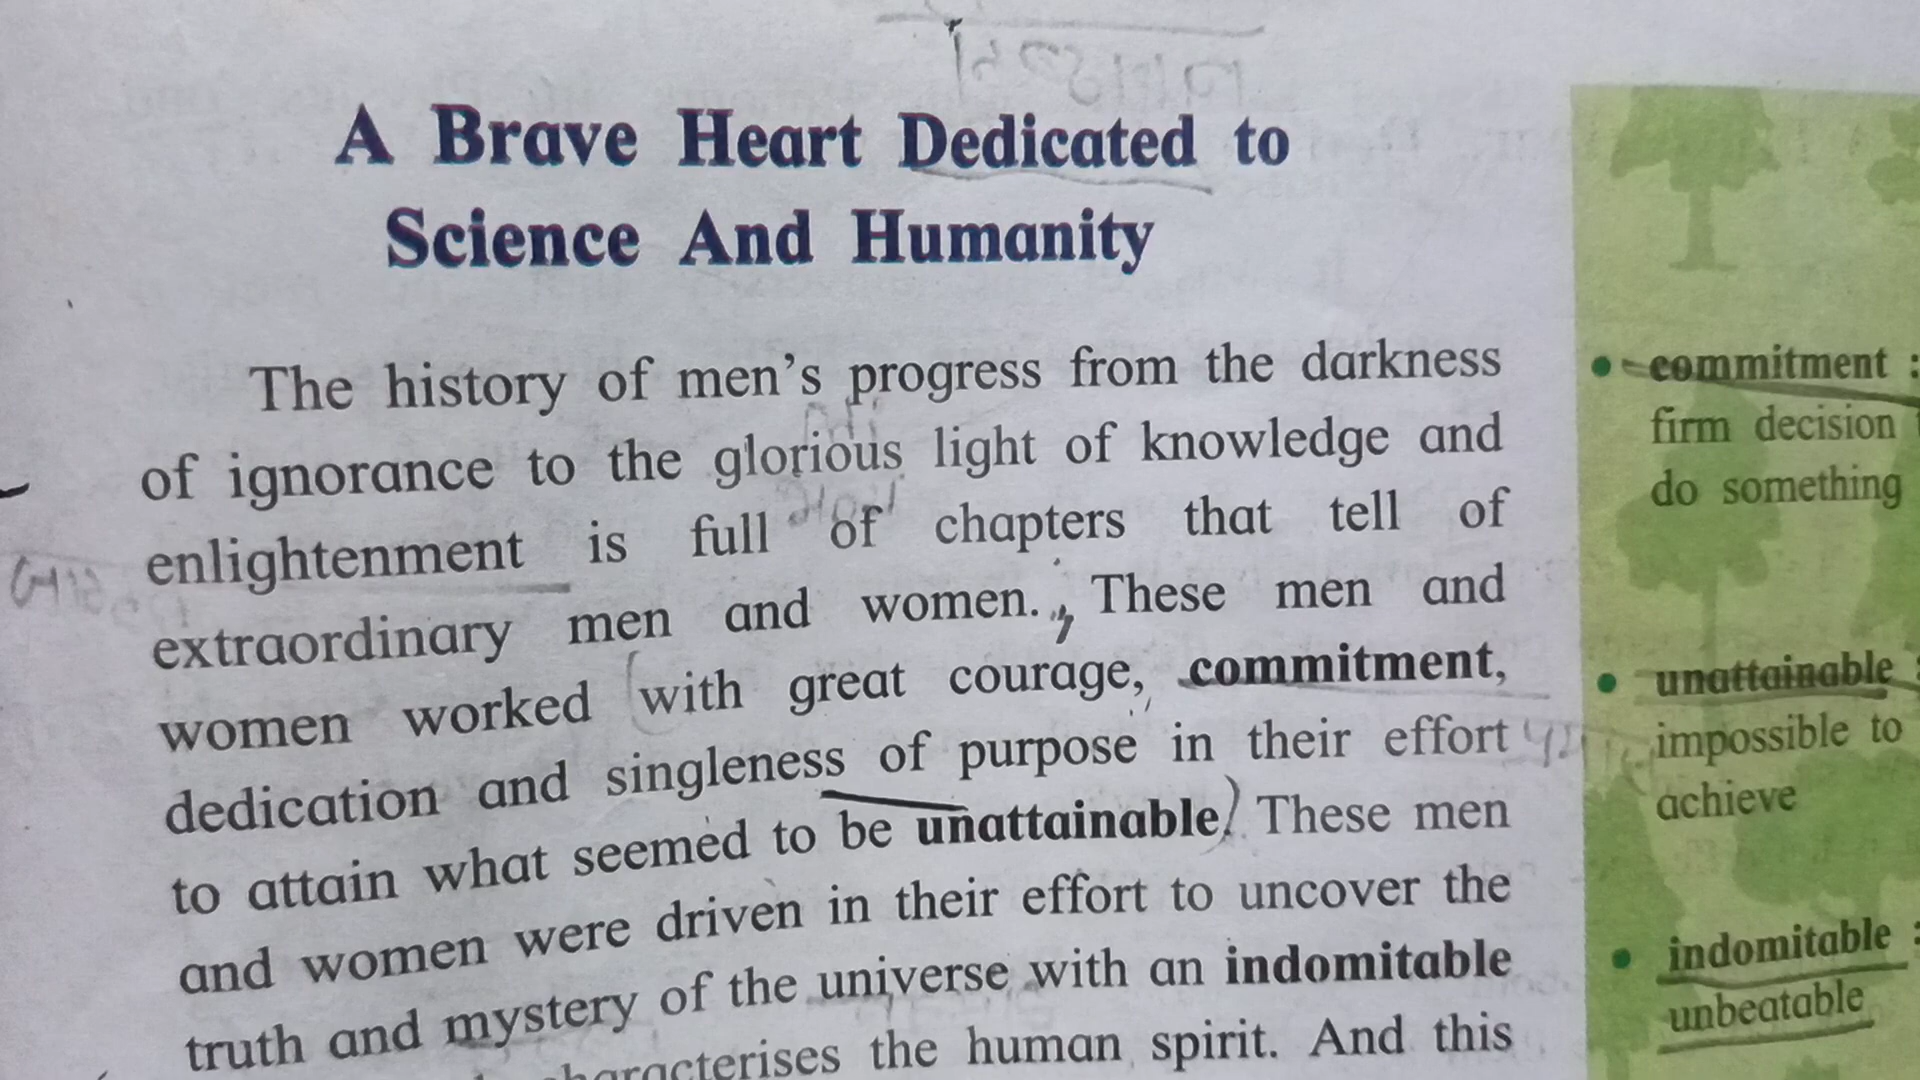 A Brave Heart Dedicated to
Science And Humanity
The history of men's progress from the darkness
of ignorance to the glorious light of knowledge and
enlightenment is full of chapters that tell of
extraordinary men and women. These men and
women worked with great courage, commitment,
dedication and singleness of purpose in their effort
to attain what seemed to be unattainable. These men
and women were driven in their effort to uncover the
truth and mystery of the universe with an indomitable
characterises the human spirit. And this
commitment :
firm decision
do something
unattainable :
impossible to
achieve
indomitable :
unbeatable